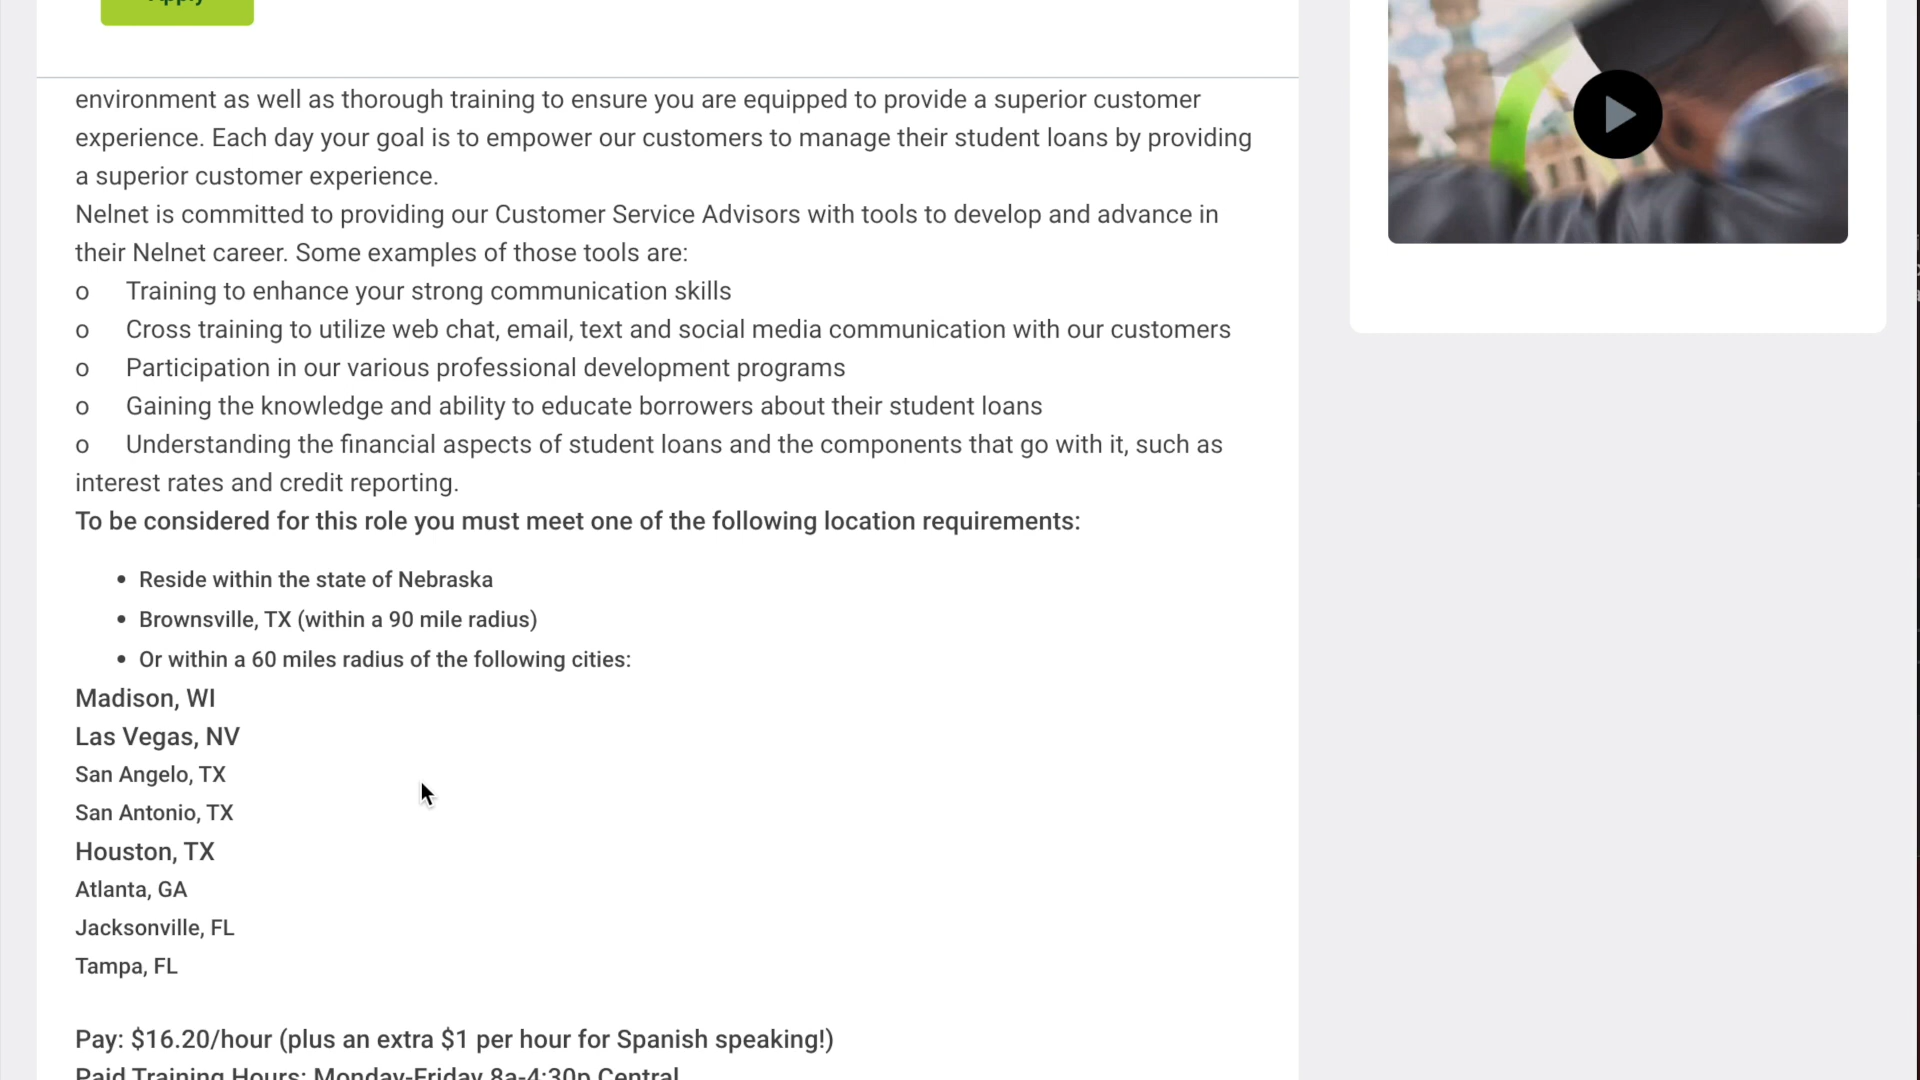 Apply
environment as well as thorough training to ensure you are equipped to provide a superior customer
experience. Each day your goal is to empower our customers to manage their student loans by providing
a superior customer experience.
Nelnet is committed to providing our Customer Service Advisors with tools to develop and advance in
their Nelnet career. Some examples of those tools are:
o Training to enhance your strong communication skills
o Cross training to utilize web chat, email, text and social media communication with our customers
o Participation in our various professional development programs
o Gaining the knowledge and ability to educate borrowers about their student loans
o Understanding the financial aspects of student loans and the components that go with it, such as
interest rates and credit reporting.
To be considered for this role you must meet one of the following location requirements:
• Reside within the state of Nebraska
• Brownsville, TX (within a 90 mile radius)
• Or within a 60 miles radius of the following cities:
Madison, WI
Las Vegas, NV
San Angelo, TX
San Antonio, TX
Houston, TX
Atlanta, GA
Jacksonville, FL
Tampa, FL
Pay: $16.20/hour (plus an extra $1 per hour for Spanish speaking!)
Paid Training Hours: Monday-Friday 8a-4:30p Central